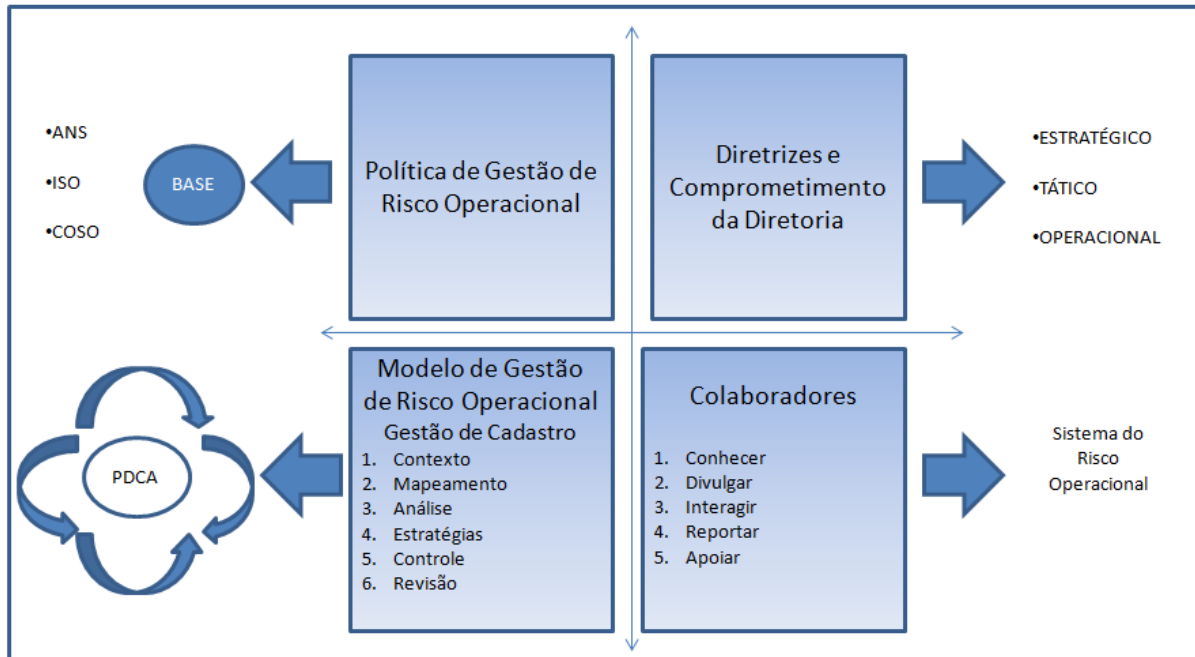 •ANS
•ISO
•COSO
BASE
Política de Gestão de
Risco Operacional
Diretrizes e
Comprometimento
da Diretoria
•ESTRATÉGICO
•TÁTICO
•OPERACIONAL
PDCA
Modelo de Gestão
de Risco Operacional
Gestão de Cadastro
1. Contexto
2. Mapeamento
3. Análise
4. Estratégias
5. Controle
6. Revisão
Colaboradores
1. Conhecer
2. Divulgar
3. Interagir
4. Reportar
5. Apoiar
Sistema do
Risco
Operacional